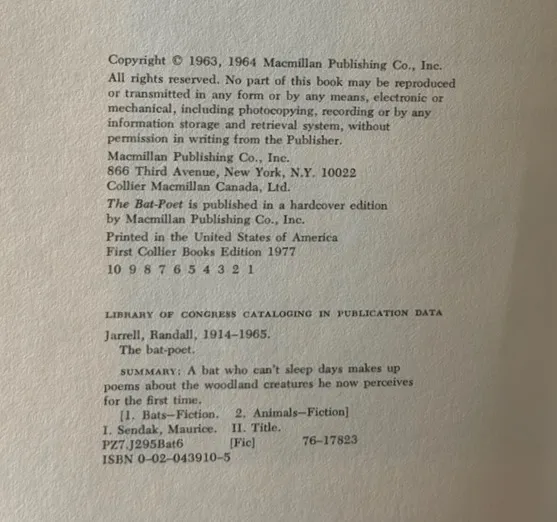 Copyright © 1963, 1964 Macmillan Publishing Co., Inc.
All rights reserved. No part of this book may be reproduced
or transmitted in any form or by any means, electronic or
mechanical, including photocopying, recording or by any
information storage and retrieval system, without
permission in writing from the Publisher.
Macmillan Publishing Co., Inc.
866 Third Avenue, New York, N.Y. 10022
Collier Macmillan Canada, Ltd.
The Bat-Poet is published in a hardcover edition
by Macmillan Publishing Co., Inc.
Printed in the United States of America
First Collier Books Edition 1977
10 9 8 7 6 5 4 3 2 1
LIBRARY OF CONGRESS CATALOGING IN PUBLICATION DATA
Jarrell, Randall, 1914–1965.
The bat-poet.
SUMMARY: A bat who can't sleep days makes up
poems about the woodland creatures he now perceives
for the first time.
[1. Bats–Fiction. 2. Animals–Fiction]
I. Sendak, Maurice. II. Title.
PZ7.J295Bat6 [Fic] 76-17823
ISBN 0-02-043910-5